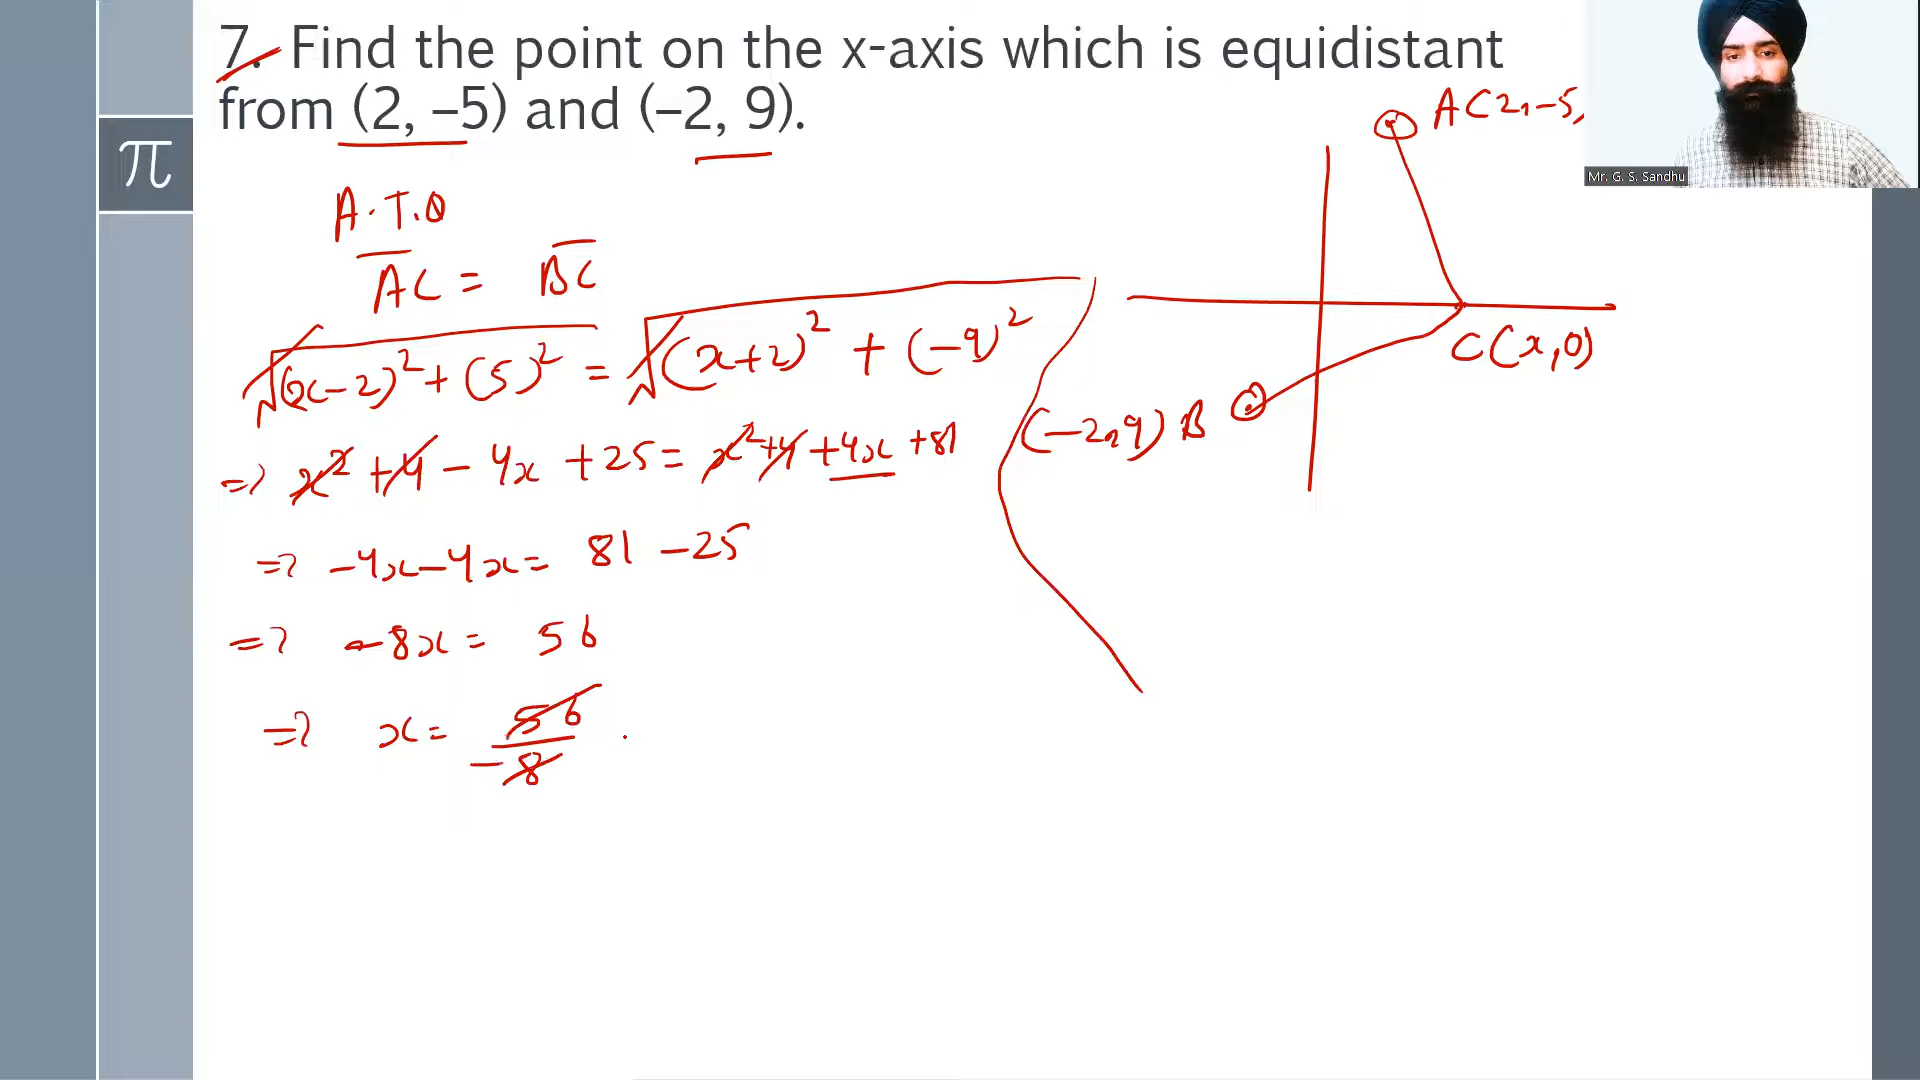 7. Find the point on the x-axis which is equidistant
from (2, –5) and (–2, 9).
π
A(2,-5,
Mr. G. S. Sandhu
A.T.Q
AC = BC
√(x-2)² + (5)² = √(x+2)² + (-9)²
C(x,0)
(-2,9) B
=> x² + 4 - 4x + 25 = x² + 4 + 4x + 81
=> -4x - 4x = 81 - 25
=> -8x = 56
=> x = 56/-8 .